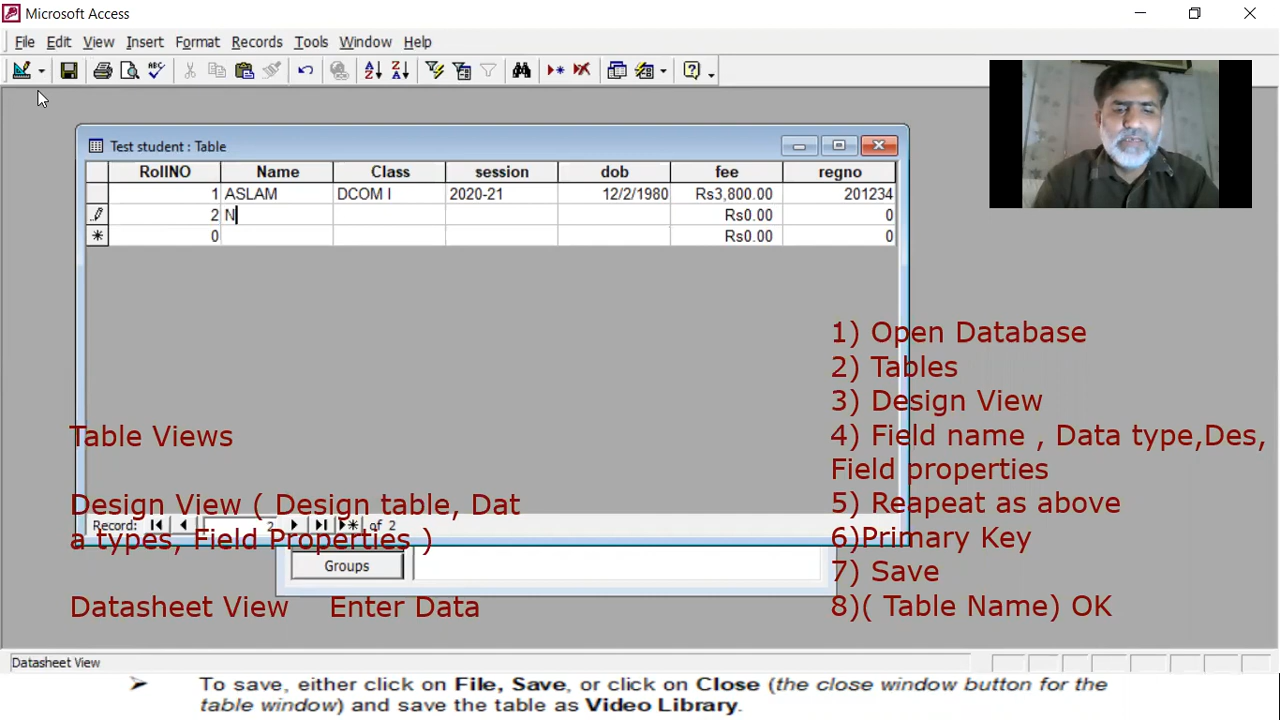 Microsoft Access
File Edit View Insert Format Records Tools Window Help
Test student : Table
RollNO Name Class session dob fee regno
1 ASLAM DCOM I 2020-21 12/2/1980 Rs3,800.00 201234
2 N Rs0.00 0
0 Rs0.00 0
1) Open Database
2) Tables
3) Design View
4) Field name , Data type,Des,
Field properties
5) Reapeat as above
6)Primary Key
7) Save
8)( Table Name) OK
Table Views
Design View ( Design table, Dat
a types, Field Properties )
Datasheet View Enter Data
Record: 2 of 2
Groups
Datasheet View
To save, either click on File, Save, or click on Close (the close window button for the
table window) and save the table as Video Library.